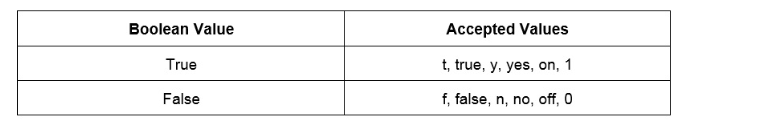 Boolean Value Accepted Values
True t, true, y, yes, on, 1
False f, false, n, no, off, 0